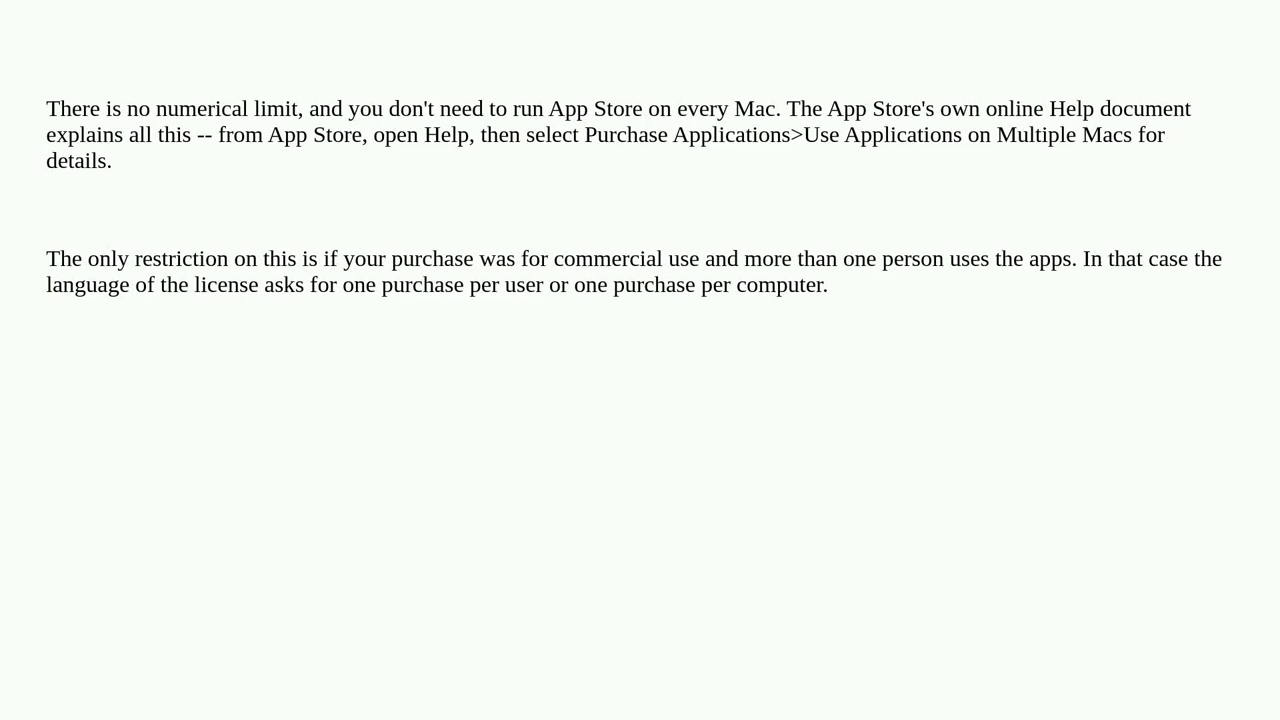 There is no numerical limit, and you don't need to run App Store on every Mac. The App Store's own online Help document
explains all this -- from App Store, open Help, then select Purchase Applications>Use Applications on Multiple Macs for
details.
The only restriction on this is if your purchase was for commercial use and more than one person uses the apps. In that case the
language of the license asks for one purchase per user or one purchase per computer.